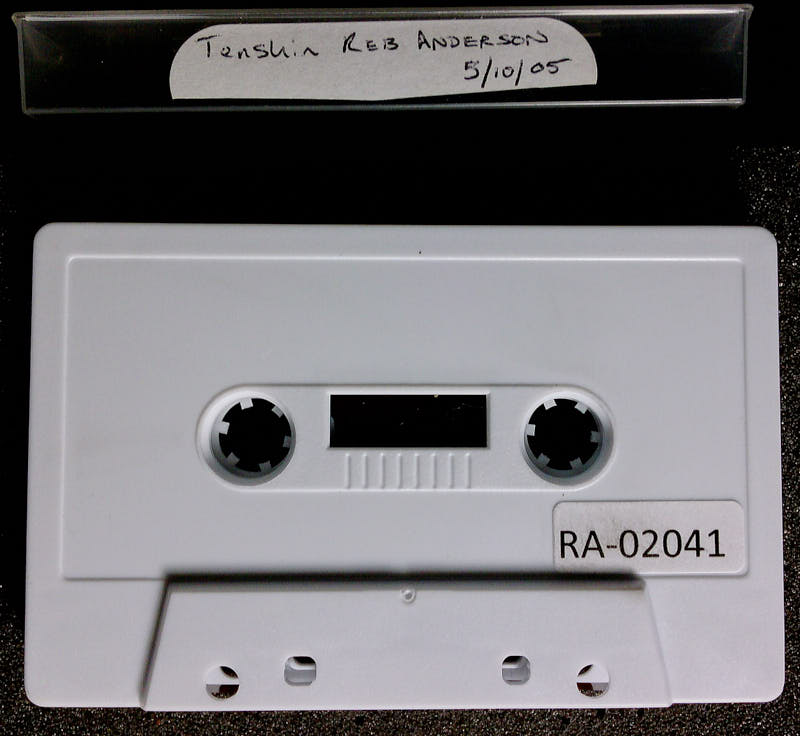 Tenshin REB ANDERSON
5/10/05
RA-02041